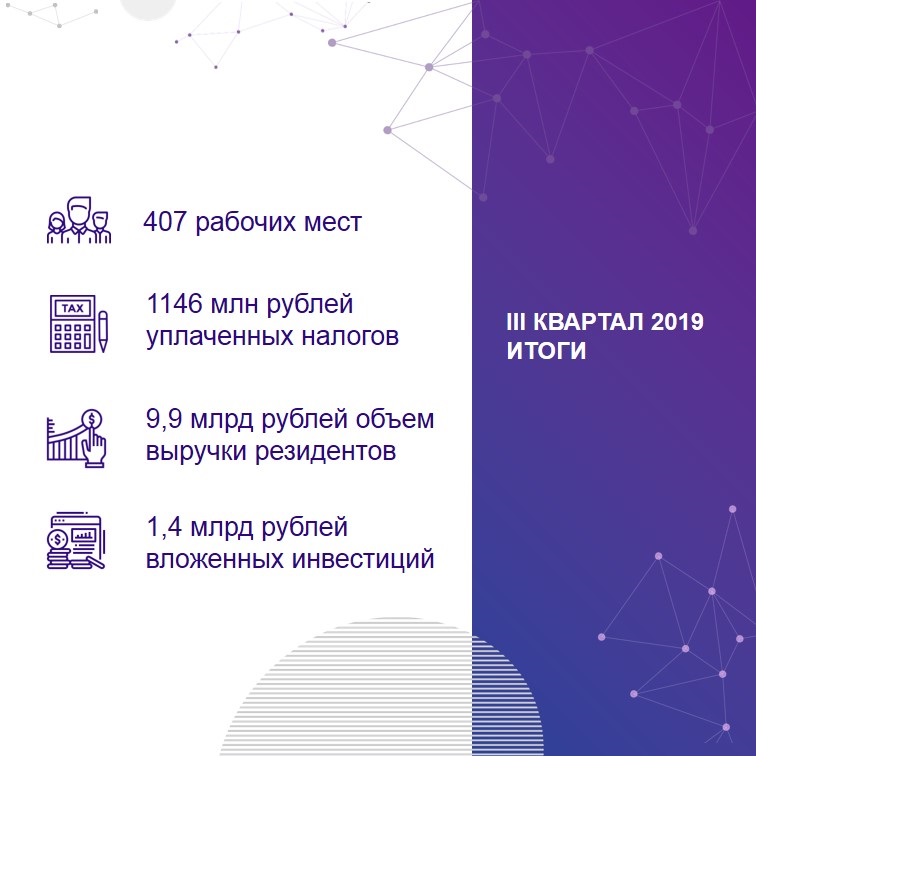 407 рабочих мест
TAX
1146 млн рублей
уплаченных налогов
9,9 млрд рублей объем
выручки резидентов
1,4 млрд рублей
вложенных инвестиций
III КВАРТАЛ 2019
ИТОГИ